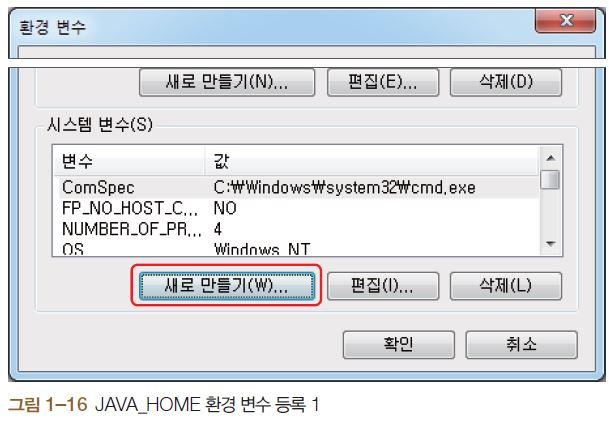 환경 변수
새로 만들기(N)... 편집(E)... 삭제(D)
시스템 변수(S)
변수 값
ComSpec C:₩Windows₩system32₩cmd.exe
FP_NO_HOST_C... NO
NUMBER_OF_PR... 4
OS Windows_NT
새로 만들기(W)... 편집(I)... 삭제(L)
확인 취소
그림 1-16 JAVA_HOME 환경 변수 등록 1